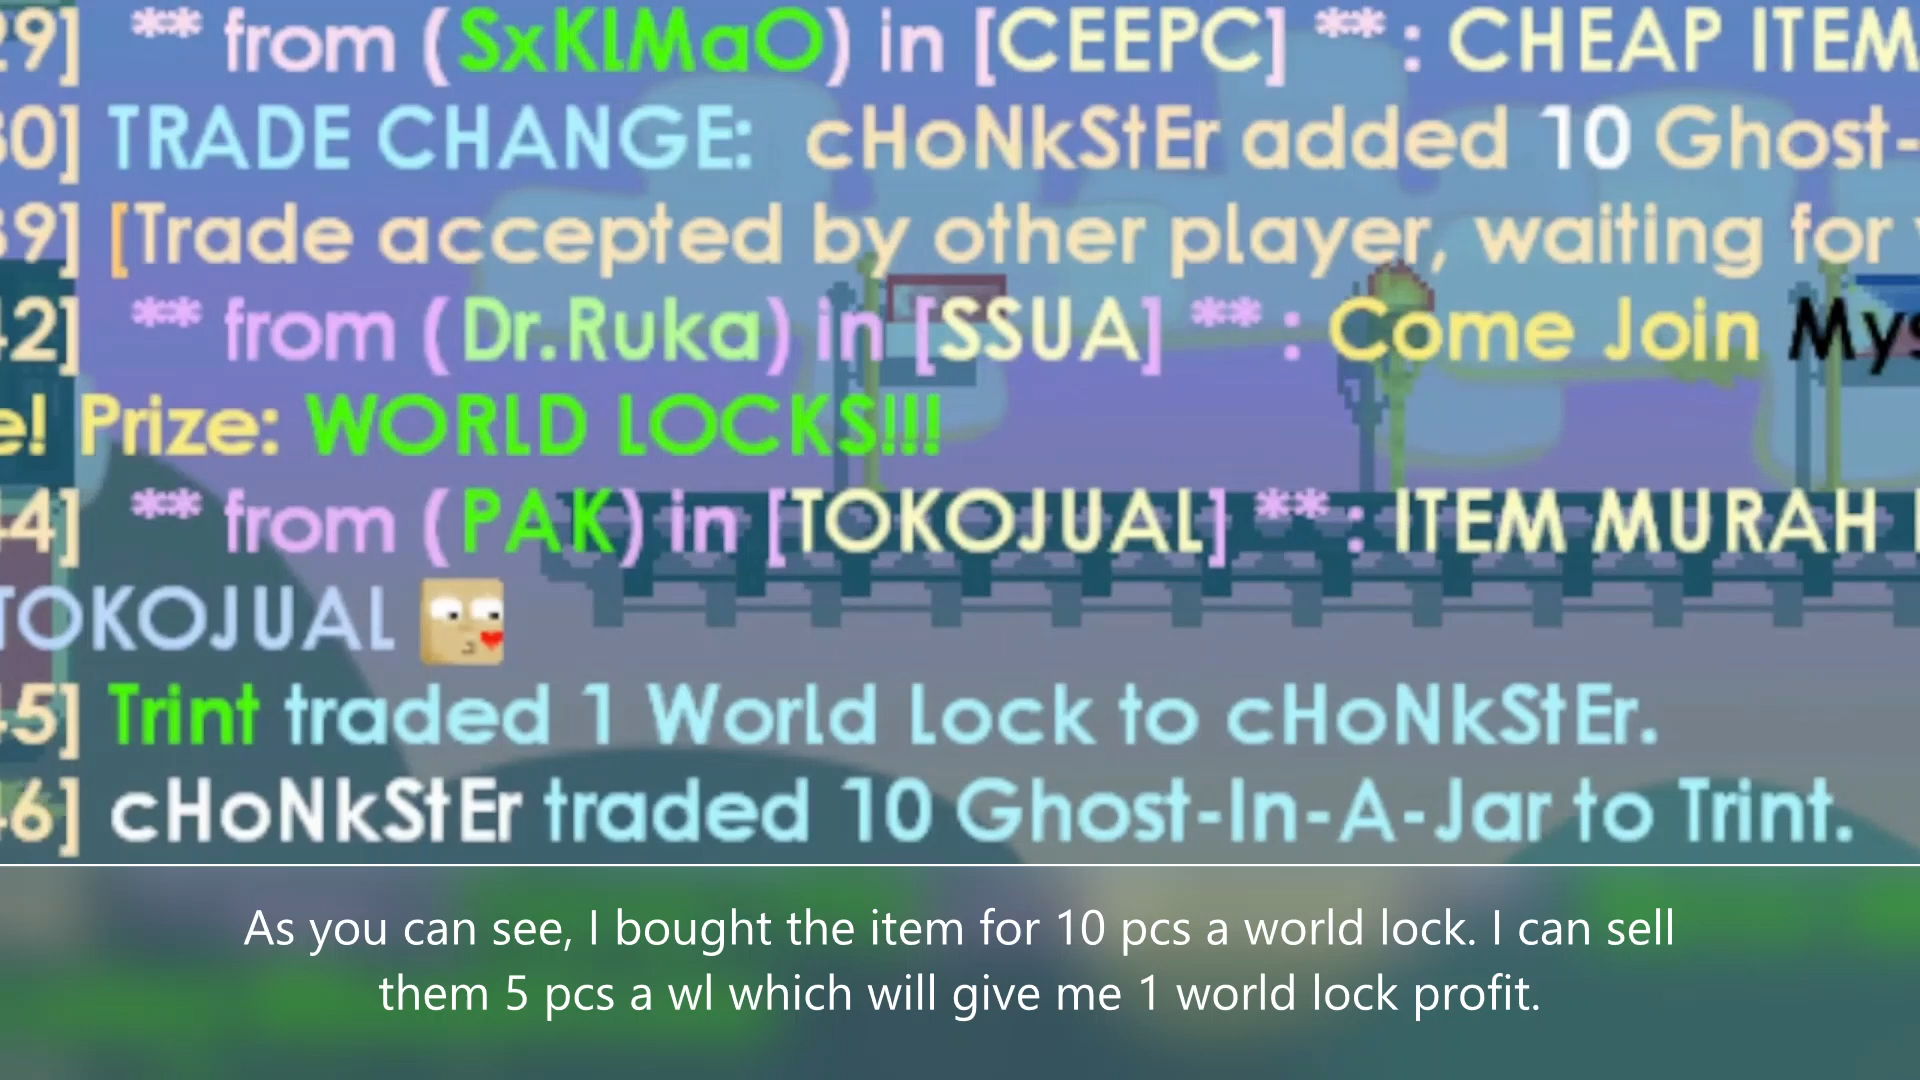 29] ** from (SxKlMaO) in [CEEPC] ** : CHEAP ITEM
30] TRADE CHANGE: cHoNkStEr added 10 Ghost-
39] [Trade accepted by other player, waiting for
42] ** from (Dr.Ruka) in [SSUA] ** : Come Join Mys
e! Prize: WORLD LOCKS!!!
44] ** from (PAK) in [TOKOJUAL] ** : ITEM MURAH
TOKOJUAL
45] Trint traded 1 World Lock to cHoNkStEr.
46] cHoNkStEr traded 10 Ghost-In-A-Jar to Trint.
As you can see, I bought the item for 10 pcs a world lock. I can sell
them 5 pcs a wl which will give me 1 world lock profit.